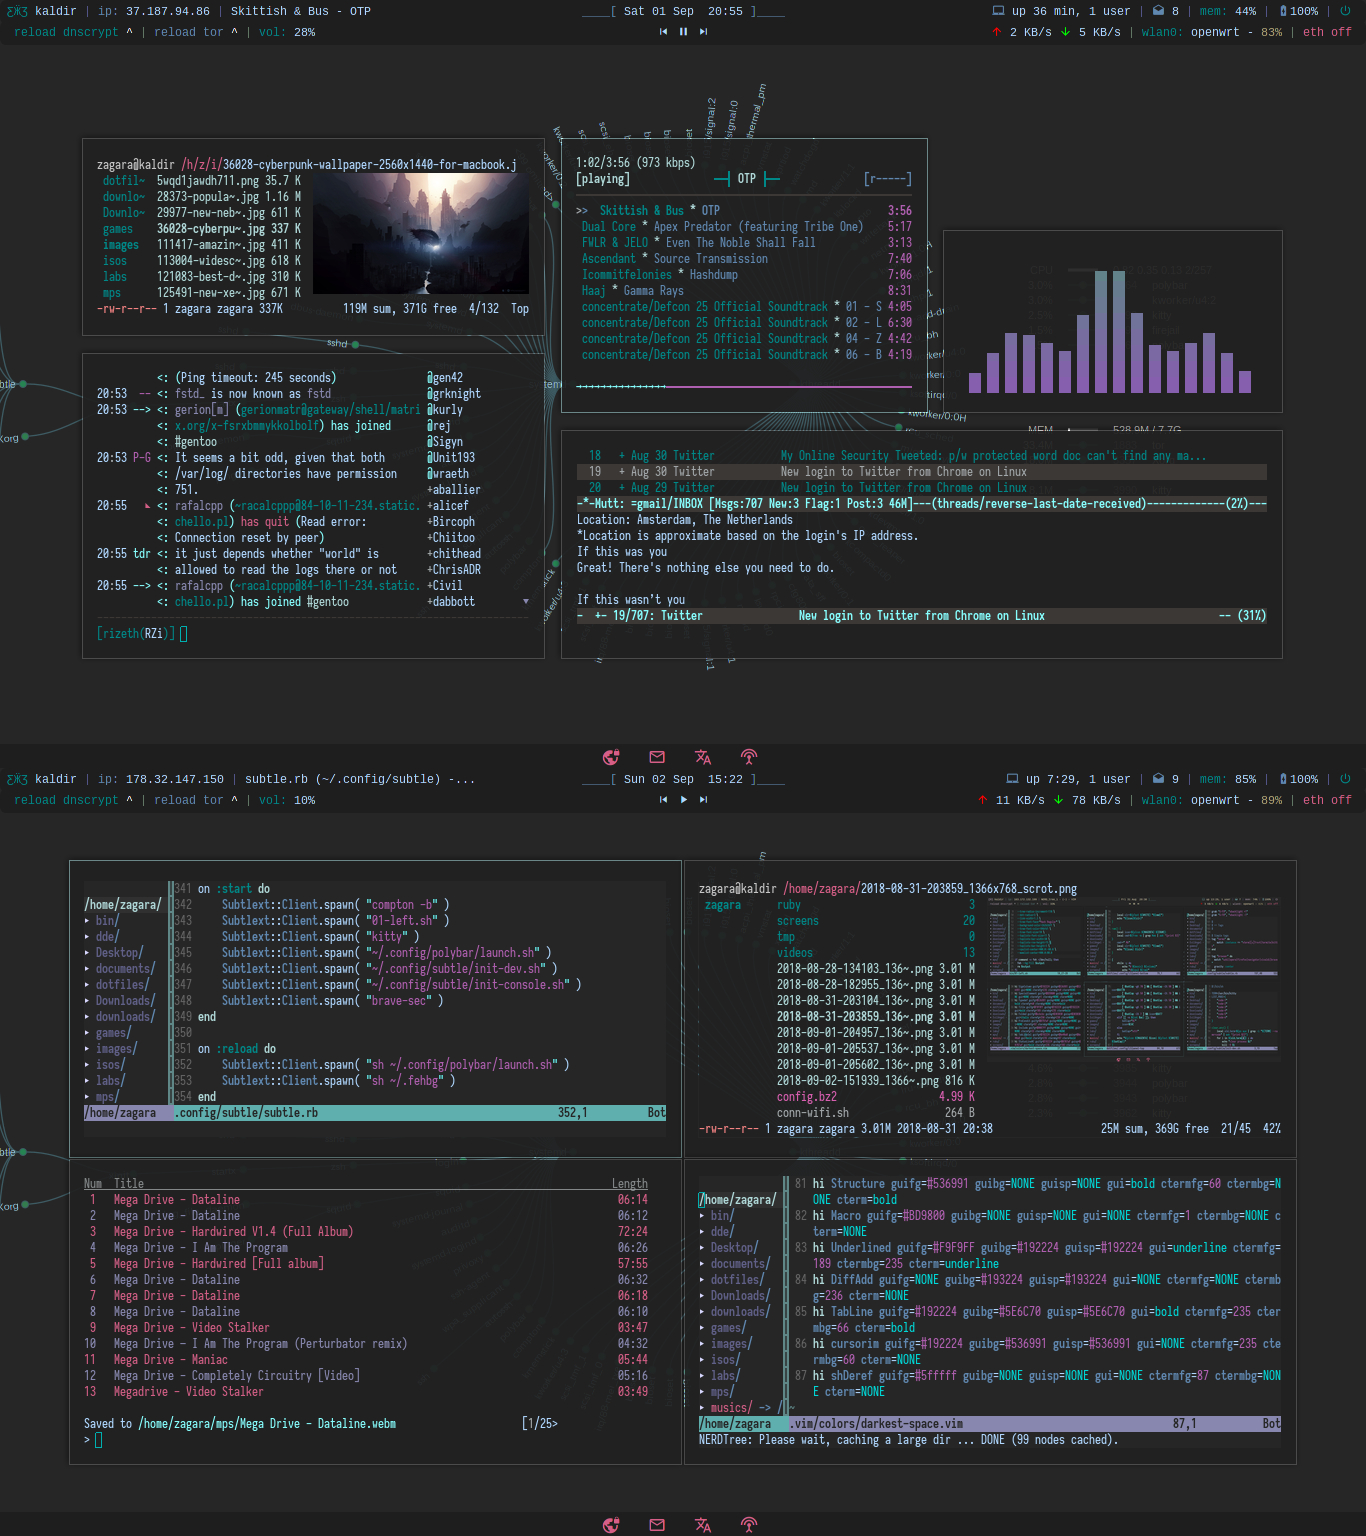 kaldir | ip: 37.187.94.86 | Skittish & Bus - OTP
____[ Sat 01 Sep  20:55 ]____
up 36 min, 1 user | 8 | mem: 44% | 100% |
reload dnscrypt ^ | reload tor ^ | vol: 28%
2 KB/s 5 KB/s | wlan0: openwrt - 83% | eth off
zagara@kaldir /h/z/i/36028-cyberpunk-wallpaper-2560x1440-for-macbook.j
dotfil~ 5wqd1jawdh711.png 35.7 K
downlo~ 28373-popula~.jpg 1.16 M
Downlo~ 29977-new-neb~.jpg 611 K
games 36028-cyberpu~.jpg 337 K
images 111417-amazin~.jpg 411 K
isos 113004-widesc~.jpg 618 K
labs 121083-best-d~.jpg 310 K
mps 125491-new-xe~.jpg 671 K
-rw-r--r-- 1 zagara zagara 337K 119M sum, 371G free 4/132 Top
sshd
1:02/3:56 (973 kbps)
[playing] ──┤ OTP ├── [r-----]
>> Skittish & Bus * OTP 3:56
Dual Core * Apex Predator (featuring Tribe One) 5:17
FWLR & JELO * Even The Noble Shall Fall 3:13
Ascendant * Source Transmission 7:40
Icommitfelonies * Hashdump 7:06
Haaj * Gamma Rays 8:31
concentrate/Defcon 25 Official Soundtrack * 01 - S 4:05
concentrate/Defcon 25 Official Soundtrack * 02 - L 6:30
concentrate/Defcon 25 Official Soundtrack * 04 - Z 4:42
concentrate/Defcon 25 Official Soundtrack * 06 - B 4:19
CPU
MEM 528.9M / 7.7G
kworker/0:0H
<: (Ping timeout: 245 seconds) @gen42
20:53 -- <: fstd_ is now known as fstd @grknight
20:53 --> <: gerion[m] (gerionmatr@gateway/shell/matri @kurly
<: x.org/x-fsrxbmmykkolbolf) has joined @rej
<: #gentoo @Sigyn
20:53 P-G <: It seems a bit odd, given that both @Unit193
<: /var/log/ directories have permission @wraeth
<: 751. +aballier
20:55 <: rafalcpp (~racalcppp@84-10-11-234.static. +alicef
<: chello.pl) has quit (Read error: +Bircoph
<: Connection reset by peer) +Chiitoo
20:55 tdr <: it just depends whether "world" is +chithead
<: allowed to read the logs there or not +ChrisADR
20:55 --> <: rafalcpp (~racalcppp@84-10-11-234.static. +Civil
<: chello.pl) has joined #gentoo +dabbott
[rizeth(RZi)]
18 + Aug 30 Twitter My Online Security Tweeted: p/w protected word doc can't find any ma...
19 + Aug 30 Twitter New login to Twitter from Chrome on Linux
20 + Aug 29 Twitter New login to Twitter from Chrome on Linux
-*-Mutt: =gmail/INBOX [Msgs:707 New:3 Flag:1 Post:3 46M]---(threads/reverse-last-date-received)-------------(2%)---
Location: Amsterdam, The Netherlands
*Location is approximate based on the login's IP address.
If this was you
Great! There's nothing else you need to do.
If this wasn't you
- +- 19/707: Twitter New login to Twitter from Chrome on Linux -- (31%)
kaldir | ip: 178.32.147.150 | subtle.rb (~/.config/subtle) -...
____[ Sun 02 Sep  15:22 ]____
up 7:29, 1 user | 9 | mem: 85% | 100% |
reload dnscrypt ^ | reload tor ^ | vol: 10%
11 KB/s 78 KB/s | wlan0: openwrt - 89% | eth off
341 on :start do
/home/zagara/ 342 Subtlext::Client.spawn( "compton -b" )
▸ bin/ 343 Subtlext::Client.spawn( "01-left.sh" )
▸ dde/ 344 Subtlext::Client.spawn( "kitty" )
▸ Desktop/ 345 Subtlext::Client.spawn( "~/.config/polybar/launch.sh" )
▸ documents/ 346 Subtlext::Client.spawn( "~/.config/subtle/init-dev.sh" )
▸ dotfiles/ 347 Subtlext::Client.spawn( "~/.config/subtle/init-console.sh" )
▸ Downloads/ 348 Subtlext::Client.spawn( "brave-sec" )
▸ downloads/ 349 end
▸ games/ 350
▸ images/ 351 on :reload do
▸ isos/ 352 Subtlext::Client.spawn( "sh ~/.config/polybar/launch.sh" )
▸ labs/ 353 Subtlext::Client.spawn( "sh ~/.fehbg" )
▸ mps/ 354 end
/home/zagara .config/subtle/subtle.rb 352,1 Bot
zagara@kaldir /home/zagara/2018-08-31-203859_1366x768_scrot.png
zagara ruby 3
screens 20
tmp 0
videos 13
2018-08-28-134103_136~.png 3.01 M
2018-08-28-182955_136~.png 3.01 M
2018-08-31-203104_136~.png 3.01 M
2018-08-31-203859_136~.png 3.01 M
2018-09-01-204957_136~.png 3.01 M
2018-09-01-205537_136~.png 3.01 M
2018-09-01-205602_136~.png 3.01 M
2018-09-02-151939_1366~.png 816 K
config.bz2 4.99 K
conn-wifi.sh 264 B
-rw-r--r-- 1 zagara zagara 3.01M 2018-08-31 20:38 25M sum, 369G free 21/45 42%
Num Title Length
1 Mega Drive - Dataline 06:14
2 Mega Drive - Dataline 06:12
3 Mega Drive - Hardwired V1.4 (Full Album) 72:24
4 Mega Drive - I Am The Program 06:26
5 Mega Drive - Hardwired [Full album] 57:55
6 Mega Drive - Dataline 06:32
7 Mega Drive - Dataline 06:18
8 Mega Drive - Dataline 06:10
9 Mega Drive - Video Stalker 03:47
10 Mega Drive - I Am The Program (Perturbator remix) 04:32
11 Mega Drive - Maniac 05:44
12 Mega Drive - Completely Circuitry [Video] 05:16
13 Megadrive - Video Stalker 03:49
Saved to /home/zagara/mps/Mega Drive - Dataline.webm [1/25>
>
81 hi Structure guifg=#536991 guibg=NONE guisp=NONE gui=bold ctermfg=60 ctermbg=N
/home/zagara/ ONE cterm=bold
▸ bin/ 82 hi Macro guifg=#BD9800 guibg=NONE guisp=NONE gui=NONE ctermfg=1 ctermbg=NONE c
▸ dde/ term=NONE
▸ Desktop/ 83 hi Underlined guifg=#F9F9FF guibg=#192224 guisp=#192224 gui=underline ctermfg=
▸ documents/ 189 ctermbg=235 cterm=underline
▸ dotfiles/ 84 hi DiffAdd guifg=NONE guibg=#193224 guisp=#193224 gui=NONE ctermfg=NONE ctermb
▸ Downloads/ g=236 cterm=NONE
▸ downloads/ 85 hi TabLine guifg=#192224 guibg=#5E6C70 guisp=#5E6C70 gui=bold ctermfg=235 cter
▸ games/ mbg=66 cterm=bold
▸ images/ 86 hi cursorim guifg=#192224 guibg=#536991 guisp=#536991 gui=NONE ctermfg=235 cte
▸ isos/ rmbg=60 cterm=NONE
▸ labs/ 87 hi shDeref guifg=#5fffff guibg=NONE guisp=NONE gui=NONE ctermfg=87 ctermbg=NON
▸ mps/ E cterm=NONE
▸ musics/ -> / ~
/home/zagara .vim/colors/darkest-space.vim 87,1 Bot
NERDTree: Please wait, caching a large dir ... DONE (99 nodes cached).